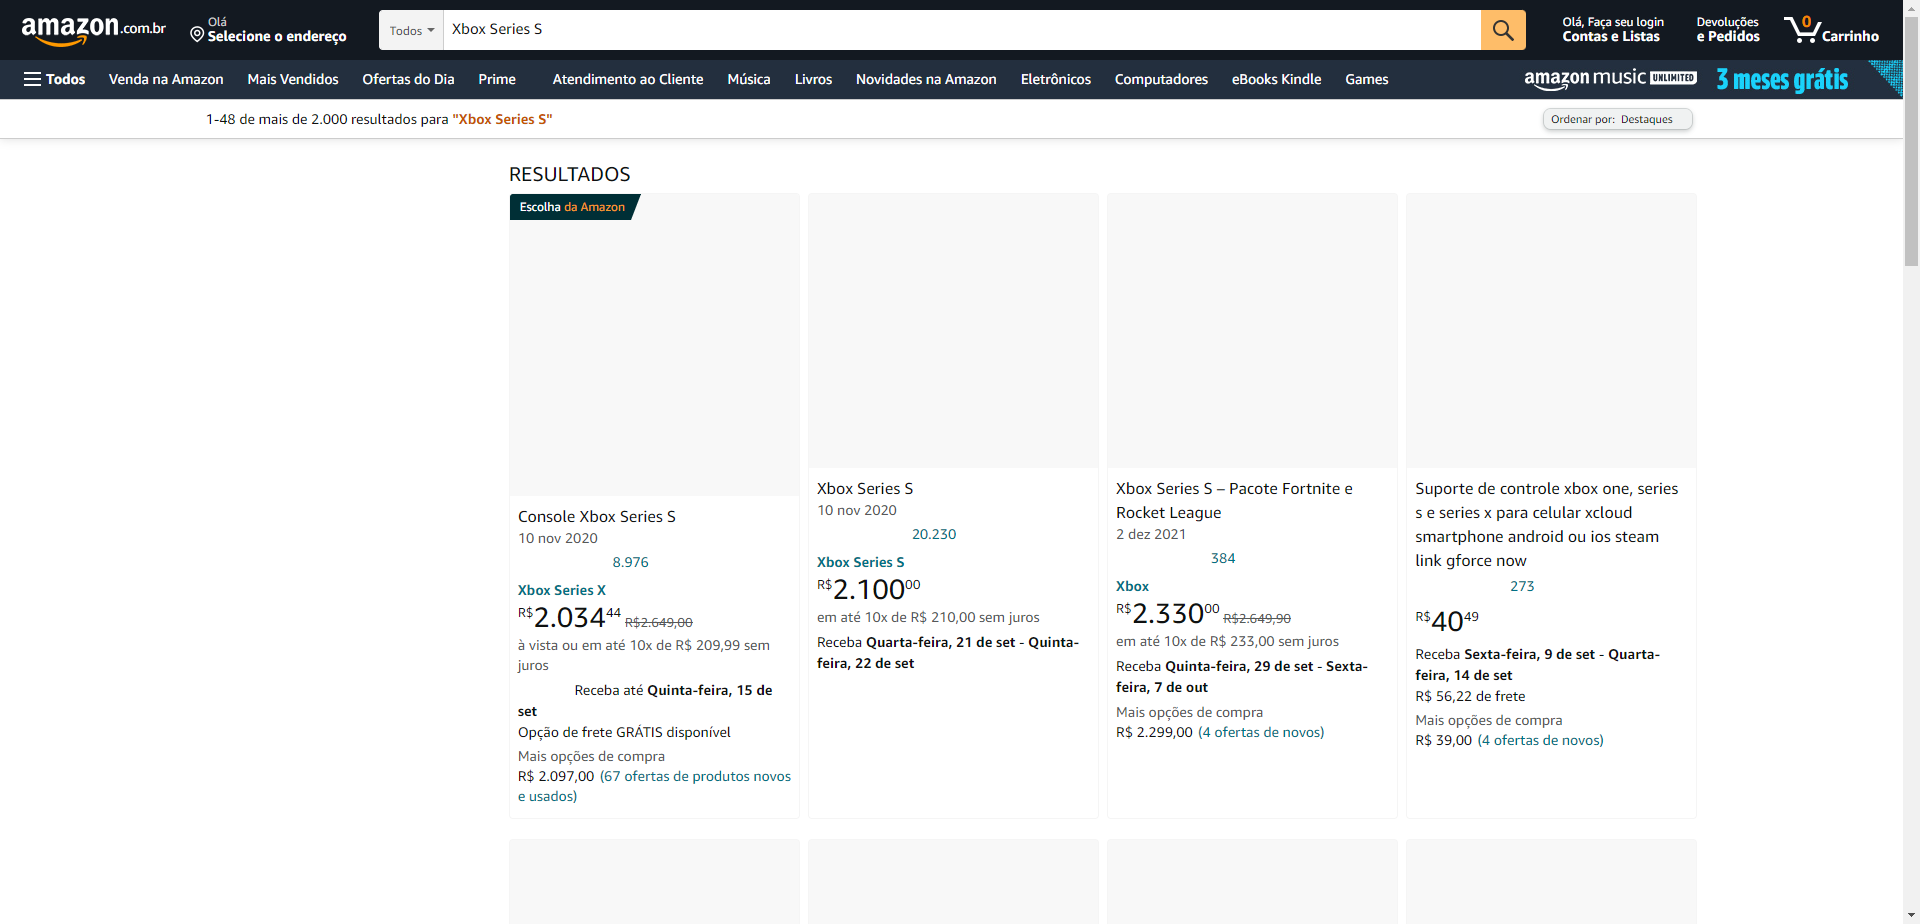 amazon.com.br
Olá
Selecione o endereço
Todos
Xbox Series S
Olá, Faça seu login
Contas e Listas
Devoluções
e Pedidos
0
Carrinho
Todos
Venda na Amazon
Mais Vendidos
Ofertas do Dia
Prime
Atendimento ao Cliente
Música
Livros
Novidades na Amazon
Eletrônicos
Computadores
eBooks Kindle
Games
amazon music UNLIMITED
3 meses grátis
1-48 de mais de 2.000 resultados para "Xbox Series S"
Ordenar por: Destaques
RESULTADOS
Escolha da Amazon
Console Xbox Series S
10 nov 2020
8.976
Xbox Series X
R$2.03444 R$2.649,00
à vista ou em até 10x de R$ 209,99 sem
juros
Receba até Quinta-feira, 15 de
set
Opção de frete GRÁTIS disponível
Mais opções de compra
R$ 2.097,00 (67 ofertas de produtos novos
e usados)
Xbox Series S
10 nov 2020
20.230
Xbox Series S
R$2.10000
em até 10x de R$ 210,00 sem juros
Receba Quarta-feira, 21 de set - Quinta-
feira, 22 de set
Xbox Series S – Pacote Fortnite e
Rocket League
2 dez 2021
384
Xbox
R$2.33000 R$2.649,90
em até 10x de R$ 233,00 sem juros
Receba Quinta-feira, 29 de set - Sexta-
feira, 7 de out
Mais opções de compra
R$ 2.299,00 (4 ofertas de novos)
Suporte de controle xbox one, series
s e series x para celular xcloud
smartphone android ou ios steam
link gforce now
273
R$4049
Receba Sexta-feira, 9 de set - Quarta-
feira, 14 de set
R$ 56,22 de frete
Mais opções de compra
R$ 39,00 (4 ofertas de novos)